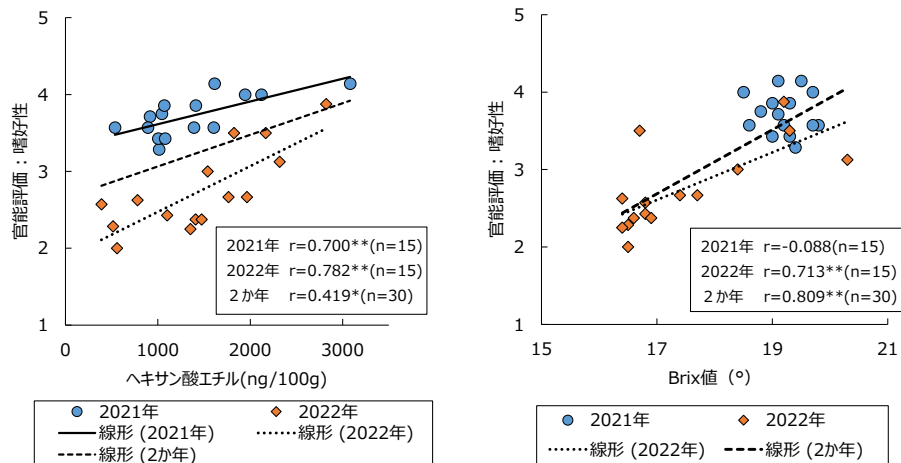 5
4
3
2
1
官能評価：嗜好性
2021年 r=0.700**(n=15)
2022年 r=0.782**(n=15)
2か年 r=0.419*(n=30)
0
1000
2000
3000
ヘキサン酸エチル(ng/100g)
2021年
2022年
線形 (2021年)
線形 (2022年)
線形 (2か年)
5
4
3
2
1
官能評価：嗜好性
2021年 r=-0.088(n=15)
2022年 r=0.713**(n=15)
2か年 r=0.809**(n=30)
15
17
19
21
Brix値（°）
2021年
2022年
線形 (2022年)
線形 (2か年)